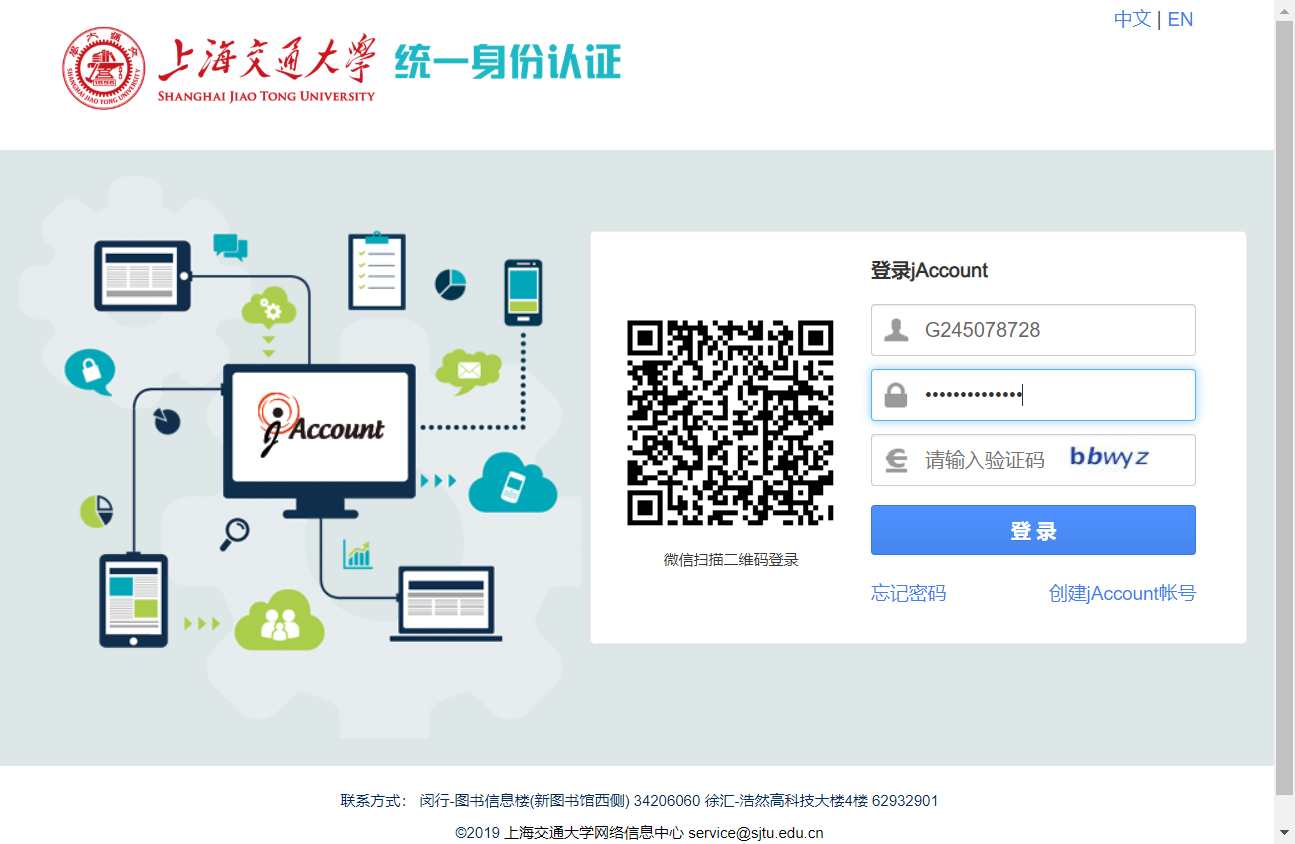 中文 | EN
上海交通大学 统一身份认证
SHANGHAI JIAO TONG UNIVERSITY
登录jAccount
G245078728
••••••••••••••
请输入验证码 bbwyz
登 录
微信扫描二维码登录
忘记密码 创建jAccount帐号
jAccount
联系方式： 闵行-图书信息楼(新图书馆西侧) 34206060 徐汇-浩然高科技大楼4楼 62932901
©2019 上海交通大学网络信息中心 service@sjtu.edu.cn